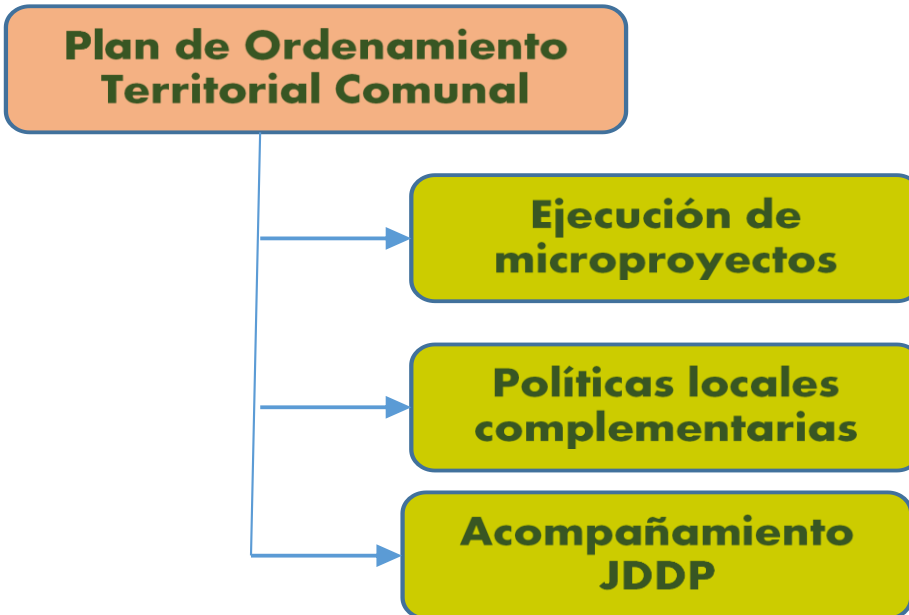 Plan de Ordenamiento
Territorial Comunal
Ejecución de
microproyectos
Políticas locales
complementarias
Acompañamiento
JDDP